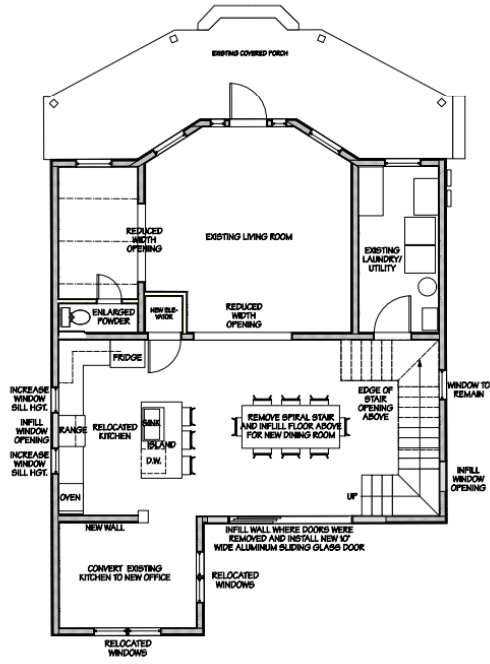 EXISTING COVERED PORCH
REDUCED
WIDTH
OPENING
EXISTING LIVING ROOM
EXISTING
LAUNDRY/
UTILITY
ENLARGED
POWDER
NEW ELE-
VATOR
REDUCED
WIDTH
OPENING
FRIDGE
INCREASE
WINDOW
SILL HGT.
INFILL
WINDOW
OPENING
INCREASE
WINDOW
SILL HGT.
RANGE
RELOCATED
KITCHEN
SINK
ISLAND
D.W.
OVEN
REMOVE SPIRAL STAIR
AND INFLILL FLOOR ABOVE
FOR NEW DINING ROOM
EDGE OF
STAIR
OPENING
ABOVE
WINDOW TO
REMAIN
INFILL
WINDOW
OPENING
UP
NEW WALL
INFILL WALL WHERE DOORS WERE
REMOVED AND INSTALL NEW 10'
WIDE ALUMINUM SLIDING GLASS DOOR
CONVERT EXISTING
KITCHEN TO NEW OFFICE
RELOCATED
WINDOWS
RELOCATED
WINDOWS